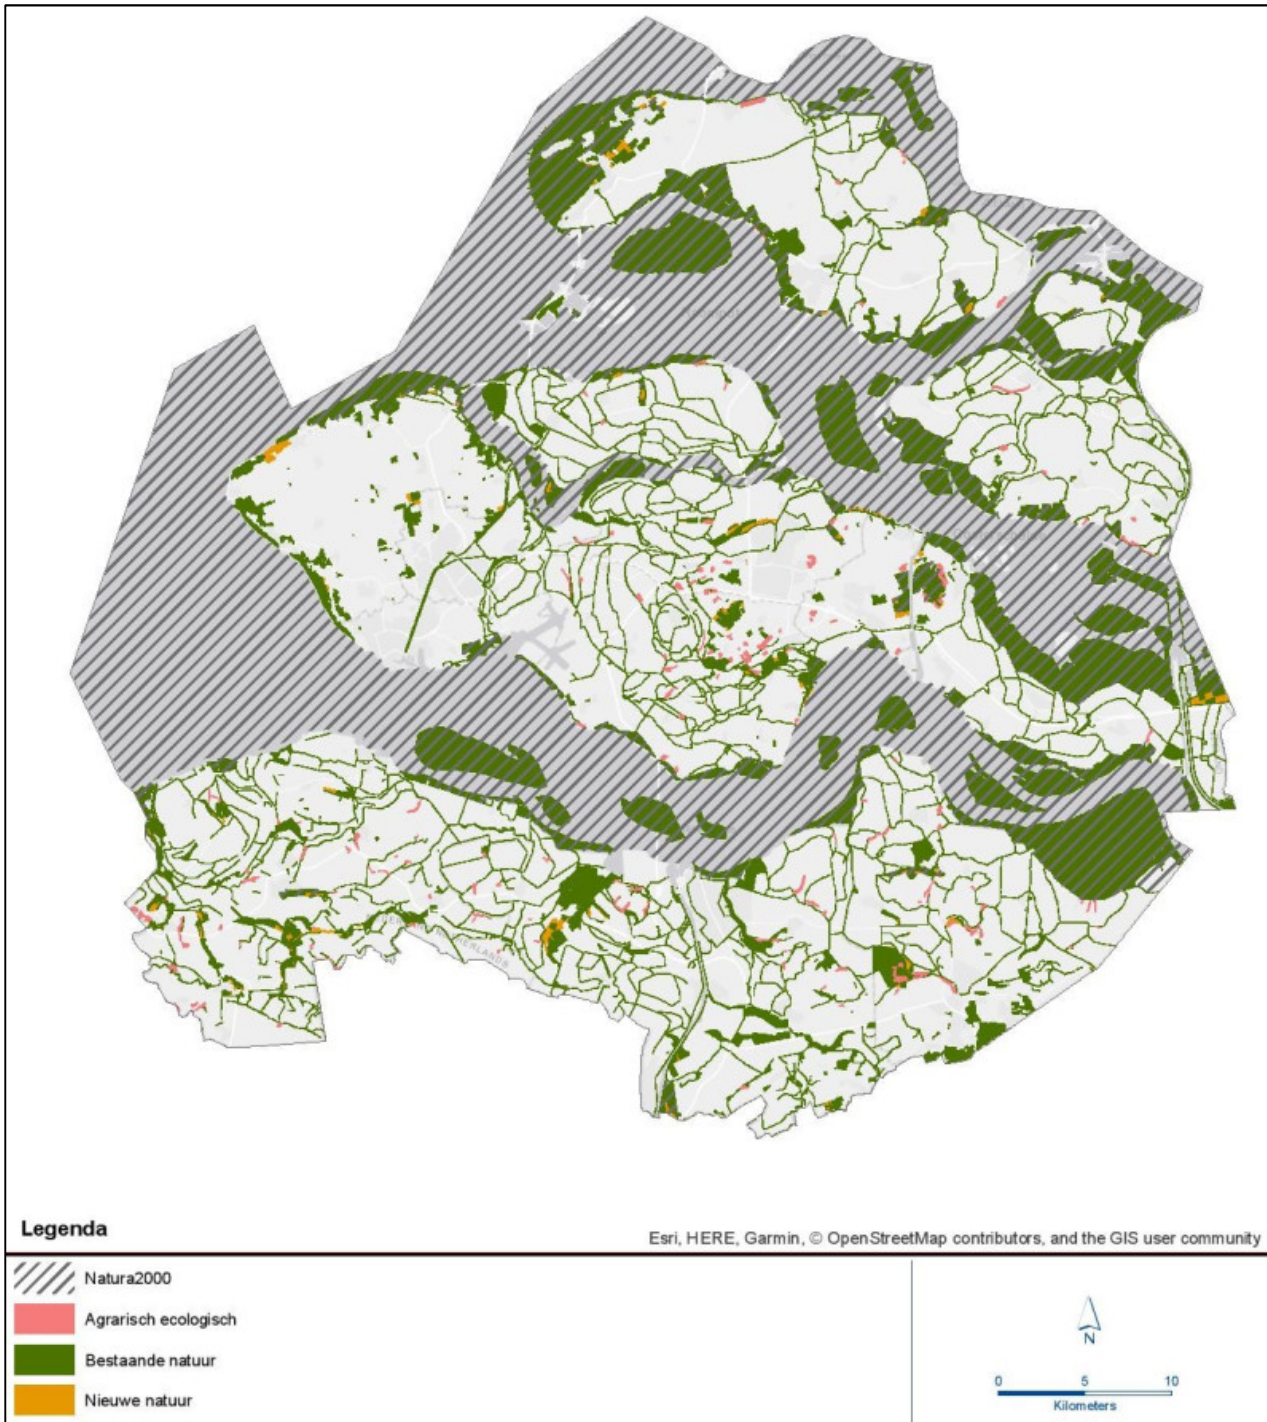 NETHERLANDS
Legenda
Esri, HERE, Garmin, © OpenStreetMap contributors, and the GIS user community
Natura2000
Agrarisch ecologisch
Bestaande natuur
Nieuwe natuur
N
0 5 10
Kilometers